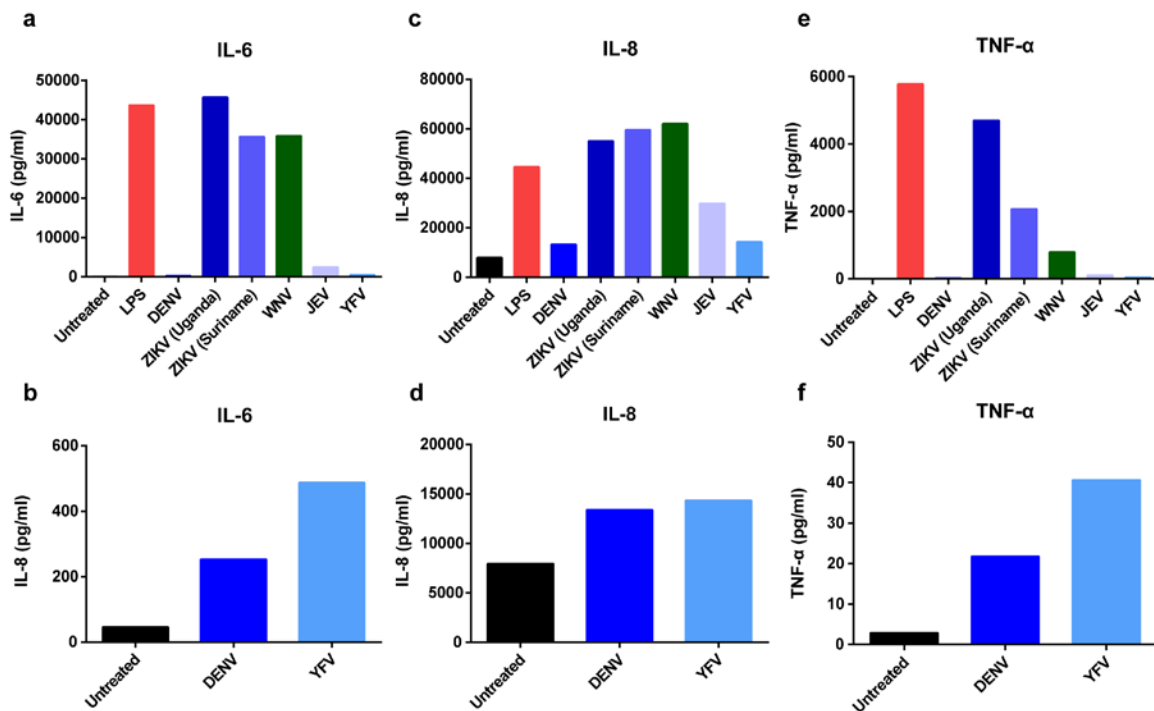 a
IL-6
50000
40000
30000
20000
10000
0
IL-6 (pg/ml)
Untreated
LPS
DENV
ZIKV (Uganda)
ZIKV (Suriname)
WNV
JEV
YFV
c
IL-8
80000
60000
40000
20000
0
IL-8 (pg/ml)
Untreated
LPS
DENV
ZIKV (Uganda)
ZIKV (Suriname)
WNV
JEV
YFV
e
TNF-α
6000
4000
2000
0
TNF-α (pg/ml)
Untreated
LPS
DENV
ZIKV (Uganda)
ZIKV (Suriname)
WNV
JEV
YFV
b
IL-6
600
400
200
0
IL-8 (pg/ml)
Untreated
DENV
YFV
d
IL-8
20000
15000
10000
5000
0
IL-8 (pg/ml)
Untreated
DENV
YFV
f
TNF-α
50
40
30
20
10
0
TNF-α (pg/ml)
Untreated
DENV
YFV